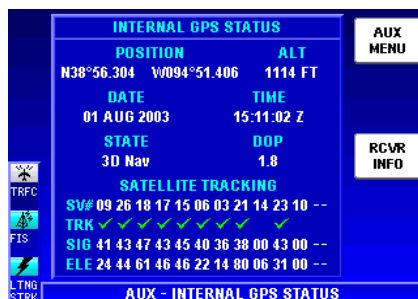 INTERNAL GPS STATUS
POSITION ALT
N38°56.304 W094°51.406 1114 FT
DATE TIME
01 AUG 2003 15:11:02 Z
STATE DOP
3D Nav 1.8
SATELLITE TRACKING
SV# 09 26 18 17 15 06 03 21 14 23 10 --
TRK ✓ ✓ ✓ ✓ ✓ ✓ ✓ ✓ ✓
SIG 41 43 47 43 45 40 36 38 00 43 00 --
ELE 24 44 61 46 46 22 14 80 06 31 00 --
AUX
MENU
RCVR
INFO
TRFC
FIS
LTNG
STRK
AUX - INTERNAL GPS STATUS